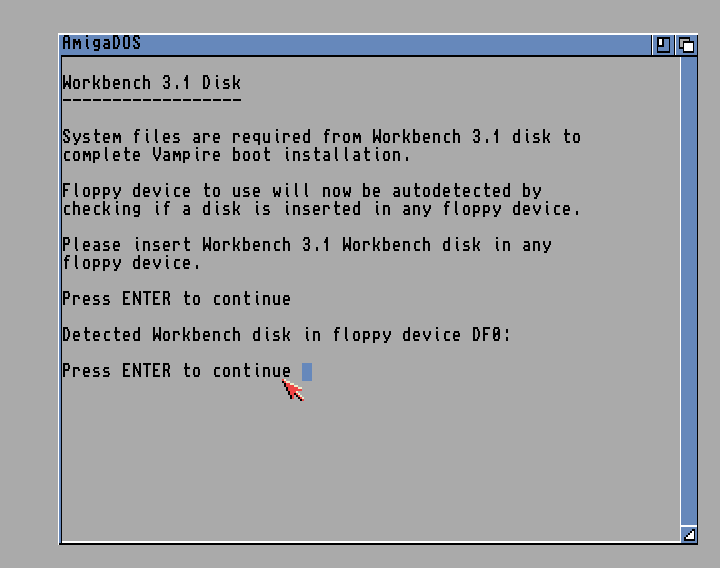 AmigaDOS
Workbench 3.1 Disk
------------------
System files are required from Workbench 3.1 disk to
complete Vampire boot installation.
Floppy device to use will now be autodetected by
checking if a disk is inserted in any floppy device.
Please insert Workbench 3.1 Workbench disk in any
floppy device.
Press ENTER to continue
Detected Workbench disk in floppy device DF0:
Press ENTER to continue